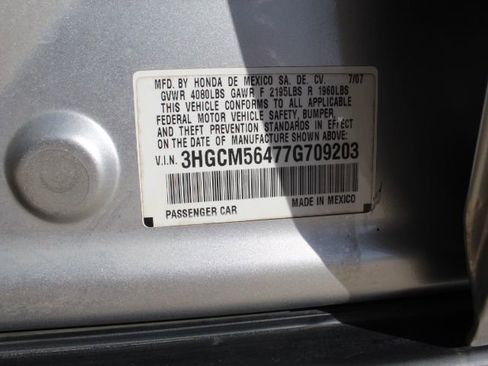 MFD. BY HONDA DE MEXICO SA. DE. CV. 7/07
GVWR 4080LBS GAWR F 2195LBS R 1960LBS
THIS VEHICLE CONFORMS TO ALL APPLICABLE
FEDERAL MOTOR VEHICLE SAFETY, BUMPER,
AND THEFT PREVENTION STANDARDS IN EFFECT
ON THE DATE OF MANUFACTURE SHOWN ABOVE.
V.I.N. 3HGCM56477G709203
PASSENGER CAR MADE IN MEXICO